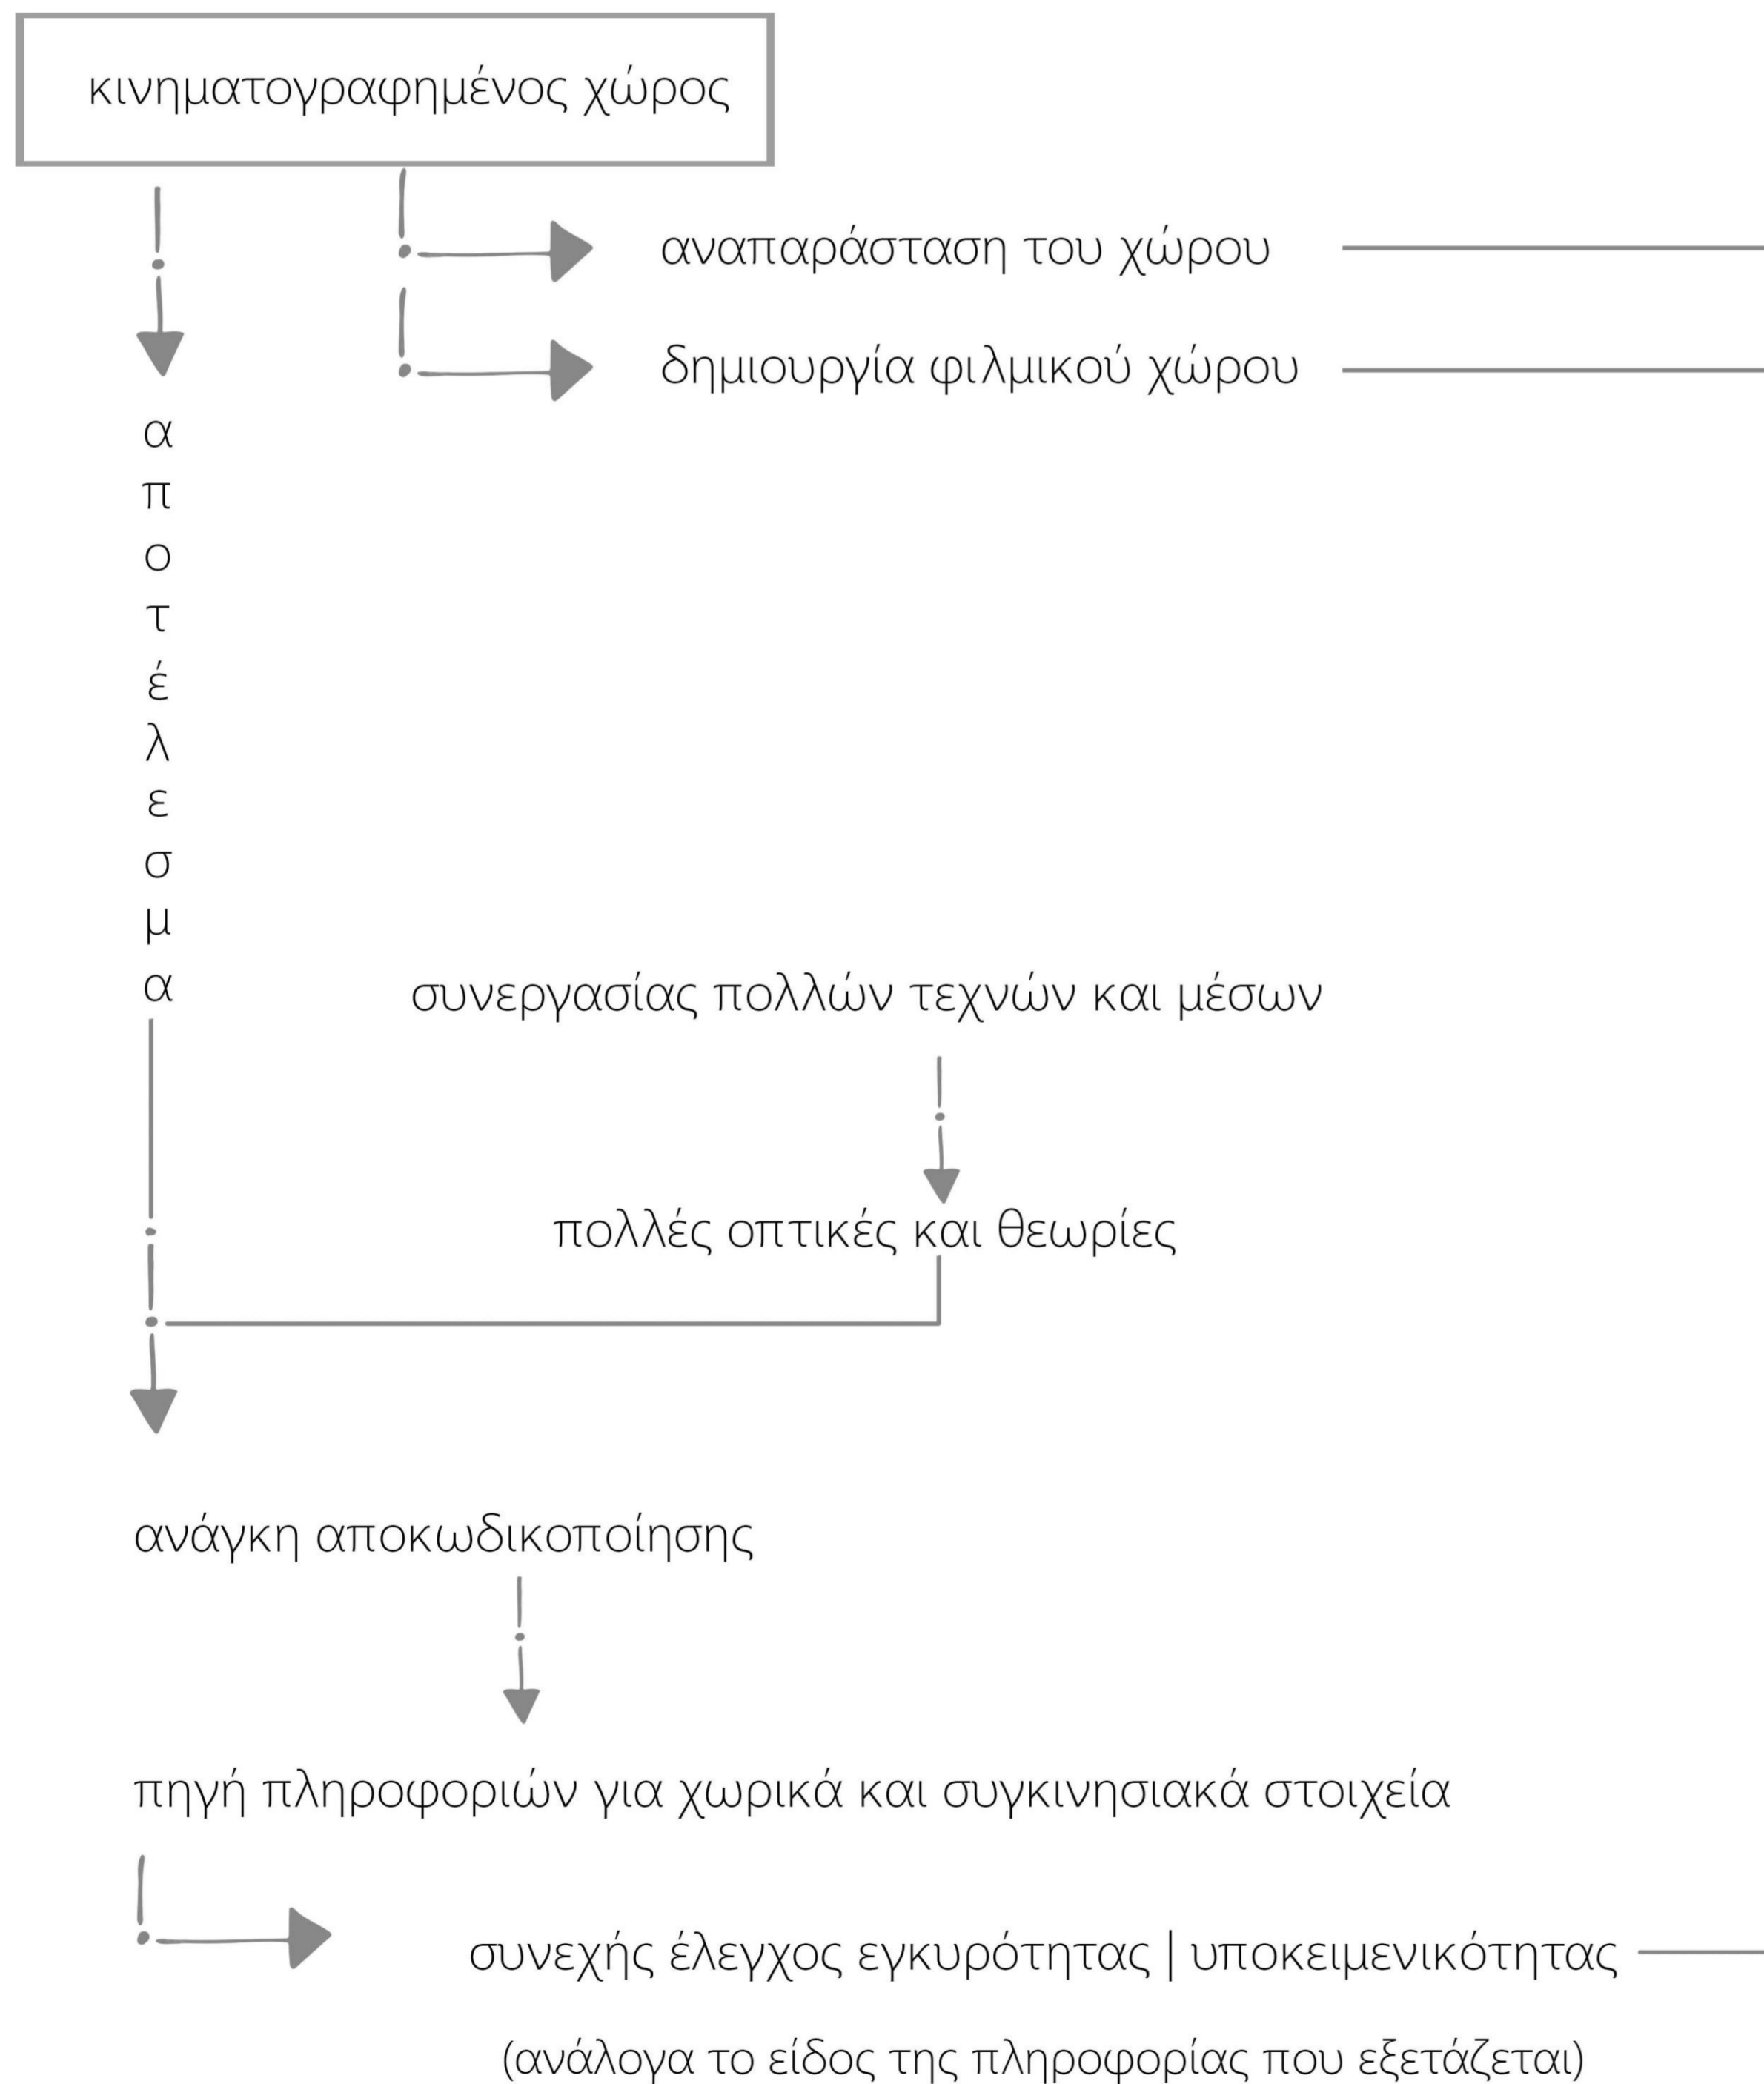 κινηματογραφημένος χώρος
αναπαράσταση του χώρου
δημιουργία φιλμικού χώρου
αποτέλεσμα
συνεργασίας πολλών τεχνών και μέσων
πολλές οπτικές και θεωρίες
ανάγκη αποκωδικοποίησης
πηγή πληροφοριών για χωρικά και συγκινησιακά στοιχεία
συνεχής έλεγχος εγκυρότητας | υποκειμενικότητας
(ανάλογα το είδος της πληροφορίας που εξετάζεται)